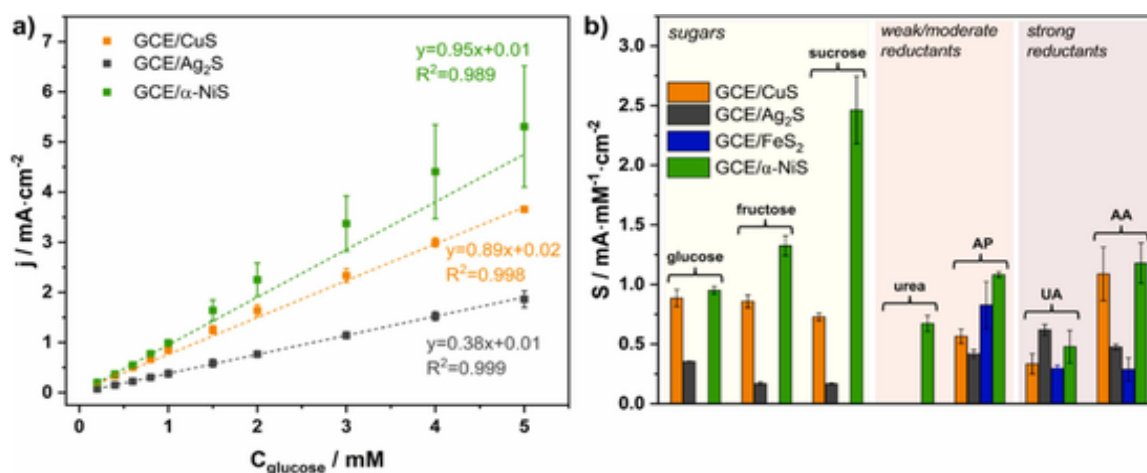 a)
GCE/CuS
GCE/Ag₂S
GCE/α-NiS
y=0.95x+0.01
R²=0.989
y=0.89x+0.02
R²=0.998
y=0.38x+0.01
R²=0.999
j / mA·cm⁻²
7
6
5
4
3
2
1
0
0 1 2 3 4 5
C glucose / mM
b)
sugars
weak/moderate
reductants
strong
reductants
sucrose
GCE/CuS
GCE/Ag₂S
GCE/FeS₂
GCE/α-NiS
fructose
glucose
urea
AP
UA
AA
S / mA·mM⁻¹·cm⁻²
3.0
2.5
2.0
1.5
1.0
0.5
0.0